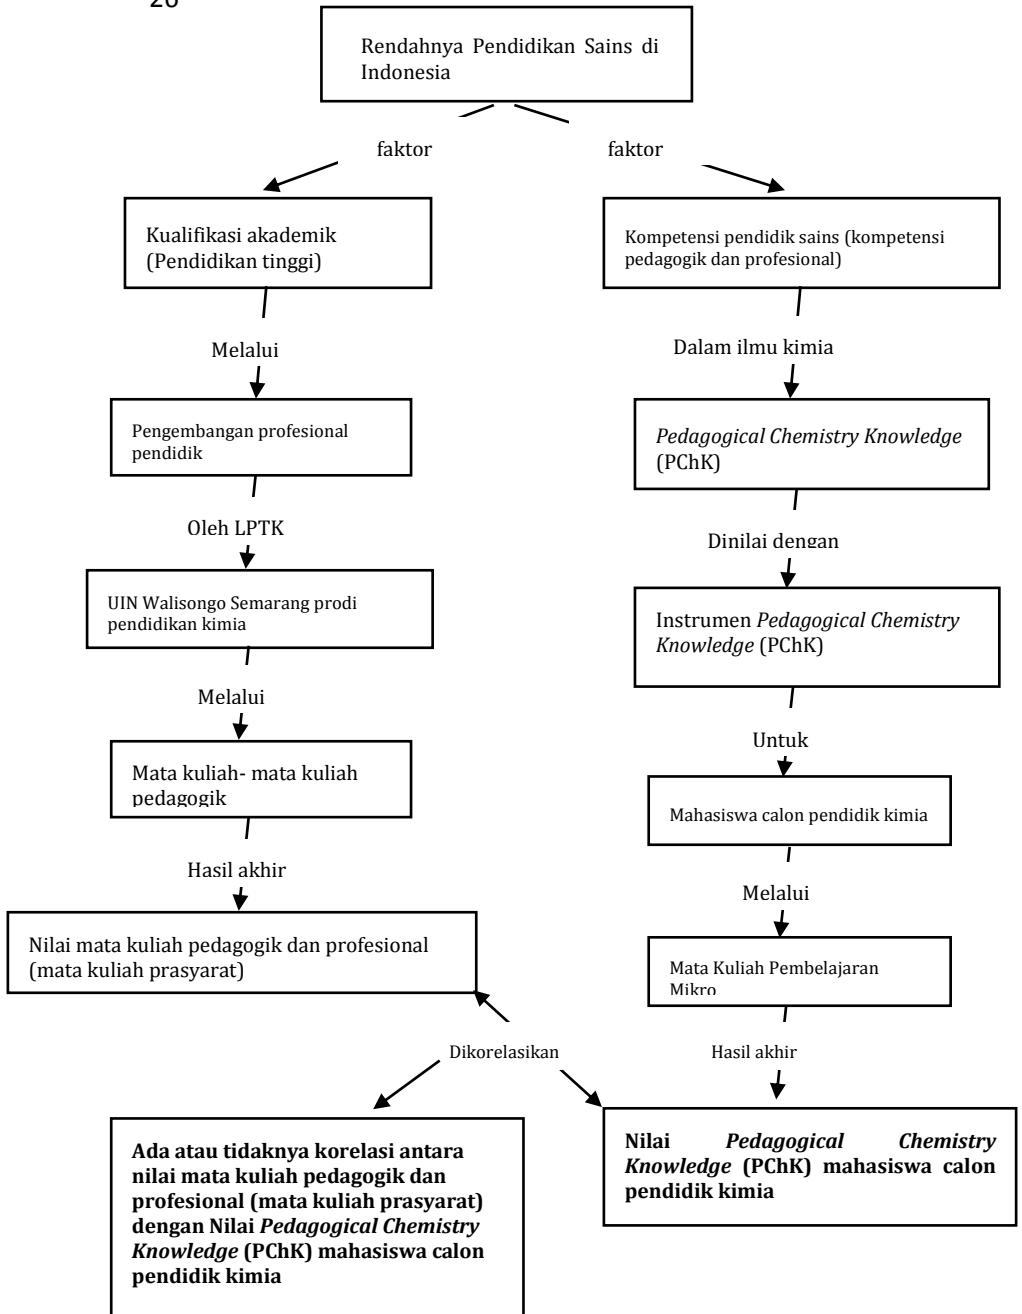 26
Rendahnya Pendidikan Sains di
Indonesia
faktor
faktor
Kualifikasi akademik
(Pendidikan tinggi)
Kompetensi pendidik sains (kompetensi
pedagogik dan profesional)
Melalui
Dalam ilmu kimia
Pengembangan profesional
pendidik
Pedagogical Chemistry Knowledge
(PChK)
Oleh LPTK
Dinilai dengan
UIN Walisongo Semarang prodi
pendidikan kimia
Instrumen Pedagogical Chemistry
Knowledge (PChK)
Melalui
Untuk
Mata kuliah- mata kuliah
pedagogik
Mahasiswa calon pendidik kimia
Hasil akhir
Melalui
Nilai mata kuliah pedagogik dan profesional
(mata kuliah prasyarat)
Mata Kuliah Pembelajaran
Mikro
Dikorelasikan
Hasil akhir
Ada atau tidaknya korelasi antara
nilai mata kuliah pedagogik dan
profesional (mata kuliah prasyarat)
dengan Nilai Pedagogical Chemistry
Knowledge (PChK) mahasiswa calon
pendidik kimia
Nilai Pedagogical Chemistry
Knowledge (PChK) mahasiswa calon
pendidik kimia